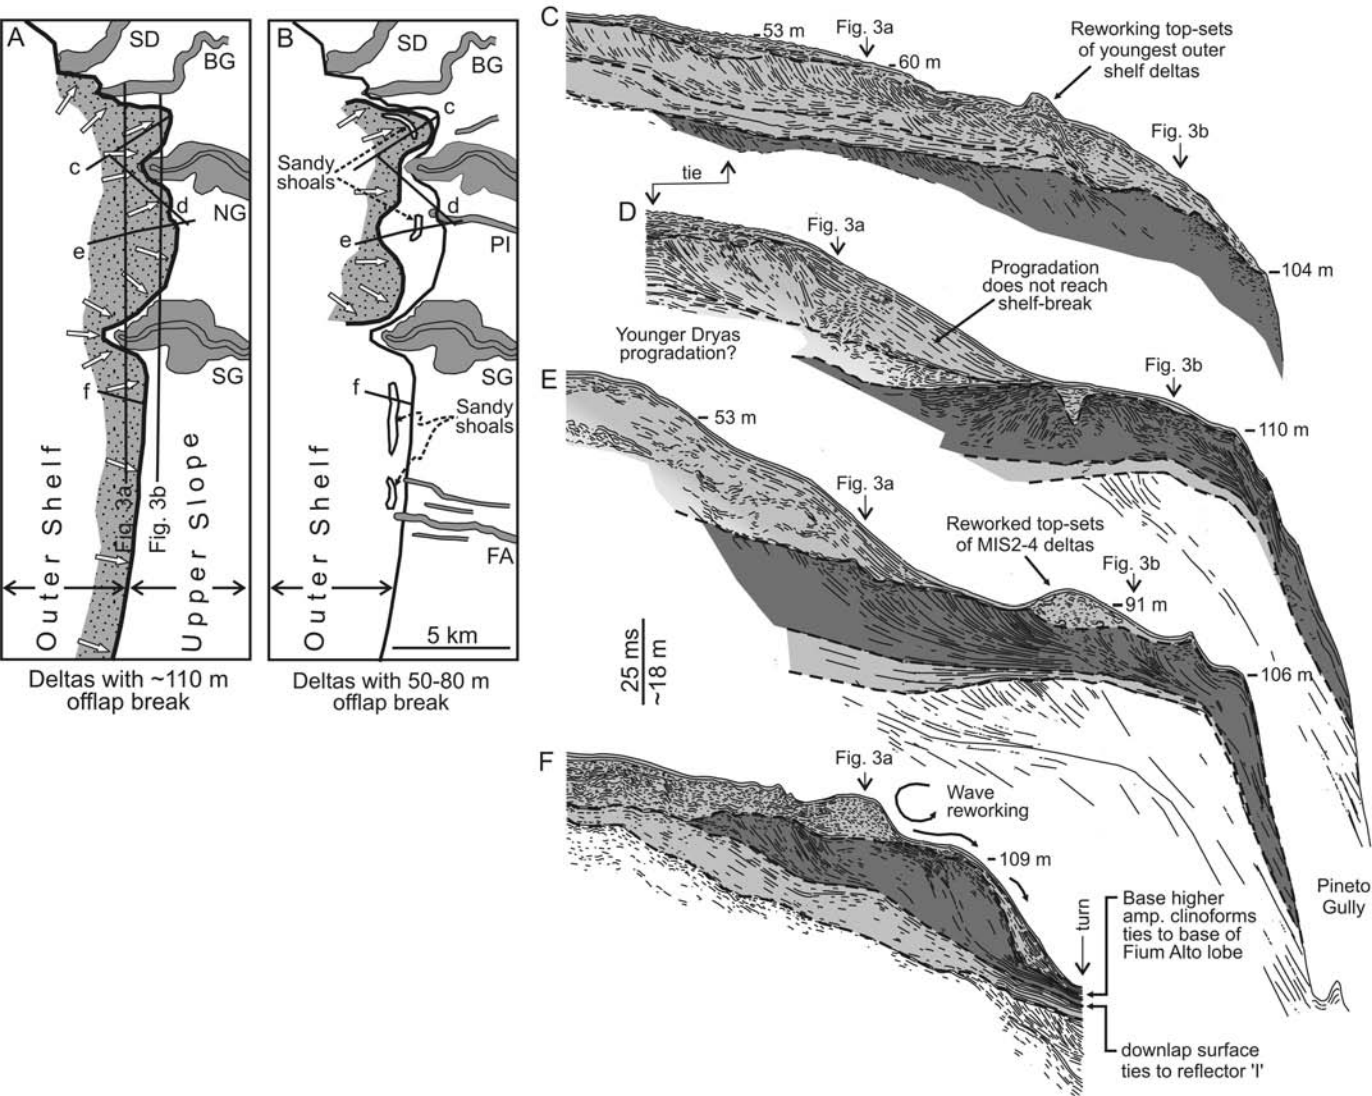 A
SD
BG
c
NG
d
e
SG
f
Outer Shelf
Fig. 3a
Fig. 3b
Upper Slope
Deltas with ~110 m
offlap break
B
SD
BG
c
Sandy
shoals
d
e
PI
SG
f
Sandy
shoals
Outer Shelf
FA
5 km
Deltas with 50-80 m
offlap break
C
53 m
Fig. 3a
60 m
Reworking top-sets
of youngest outer
shelf deltas
Fig. 3b
104 m
tie
D
Fig. 3a
Progradation
does not reach
shelf-break
Younger Dryas
progradation?
Fig. 3b
110 m
E
53 m
Fig. 3a
Reworked top-sets
of MIS2-4 deltas
Fig. 3b
91 m
106 m
25 ms
~18 m
Pineto
Gully
F
Fig. 3a
Wave
reworking
109 m
turn
Base higher
amp. clinoforms
ties to base of
Fium Alto lobe
downlap surface
ties to reflector 'I'